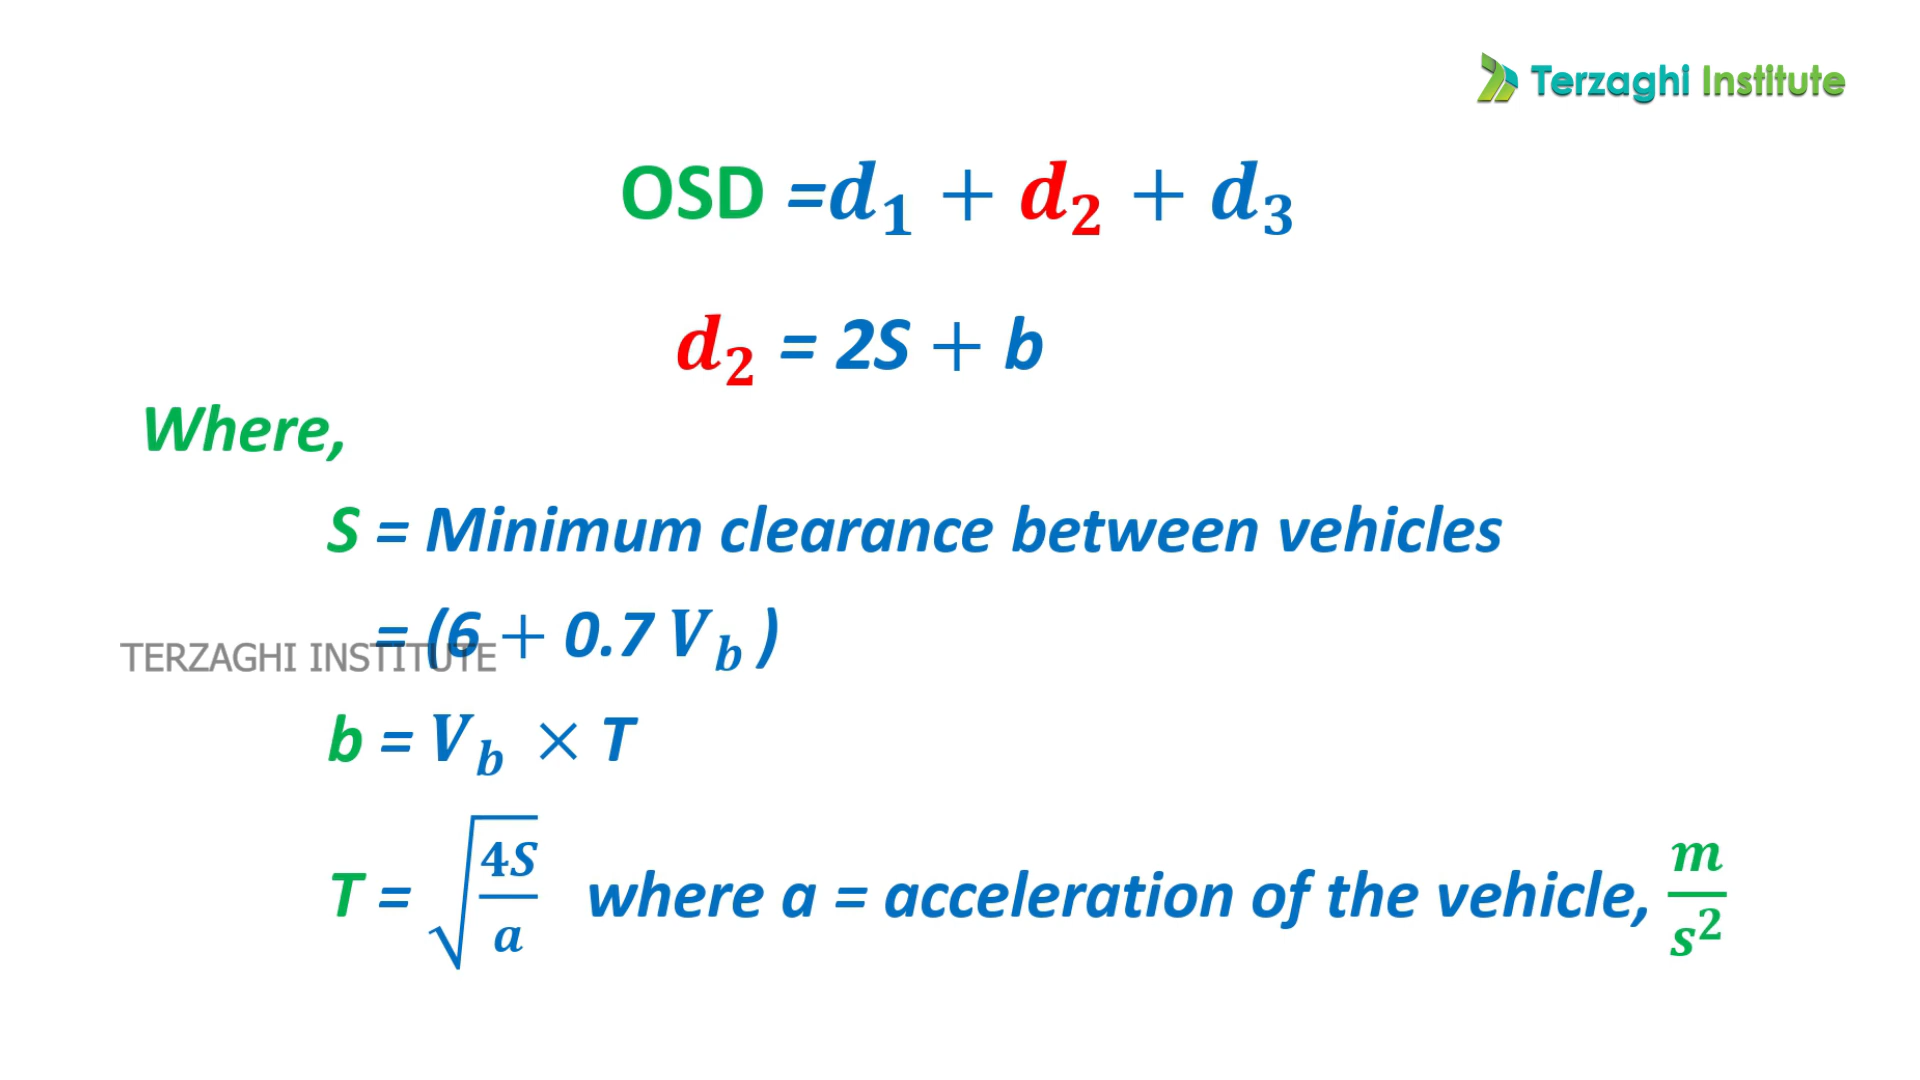 Terzaghi Institute
OSD =d₁ + d₂ + d₃
d₂ = 2S + b
Where,
S = Minimum clearance between vehicles
= (6 + 0.7 V_b )
TERZAGHI INSTITUTE
b = V_b × T
T = √(4S/a) where a = acceleration of the vehicle, m/s²